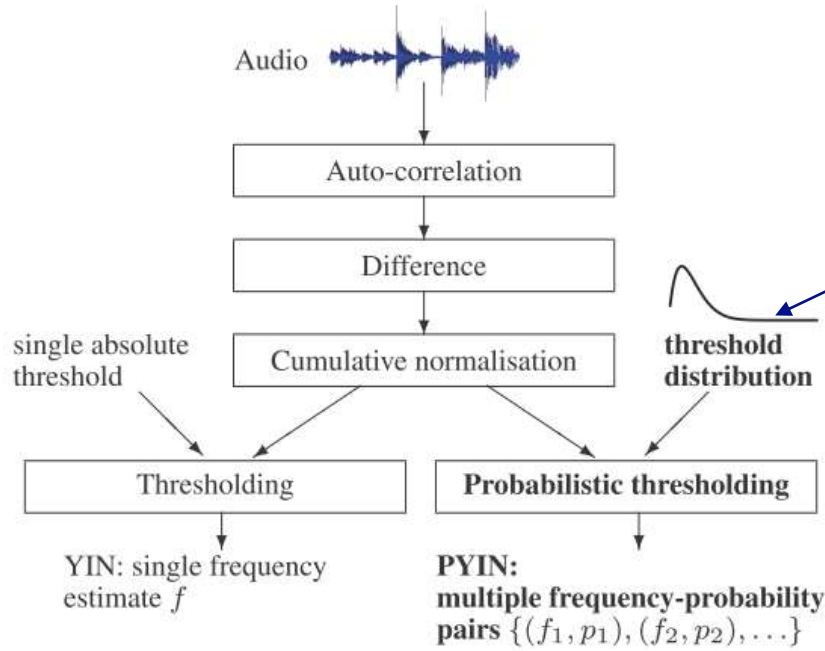 Audio
Auto-correlation
Difference
Cumulative normalisation
single absolute
threshold
threshold
distribution
Thresholding
Probabilistic thresholding
YIN: single frequency
estimate f
PYIN:
multiple frequency-probability
pairs {(f₁, p₁), (f₂, p₂), . . .}